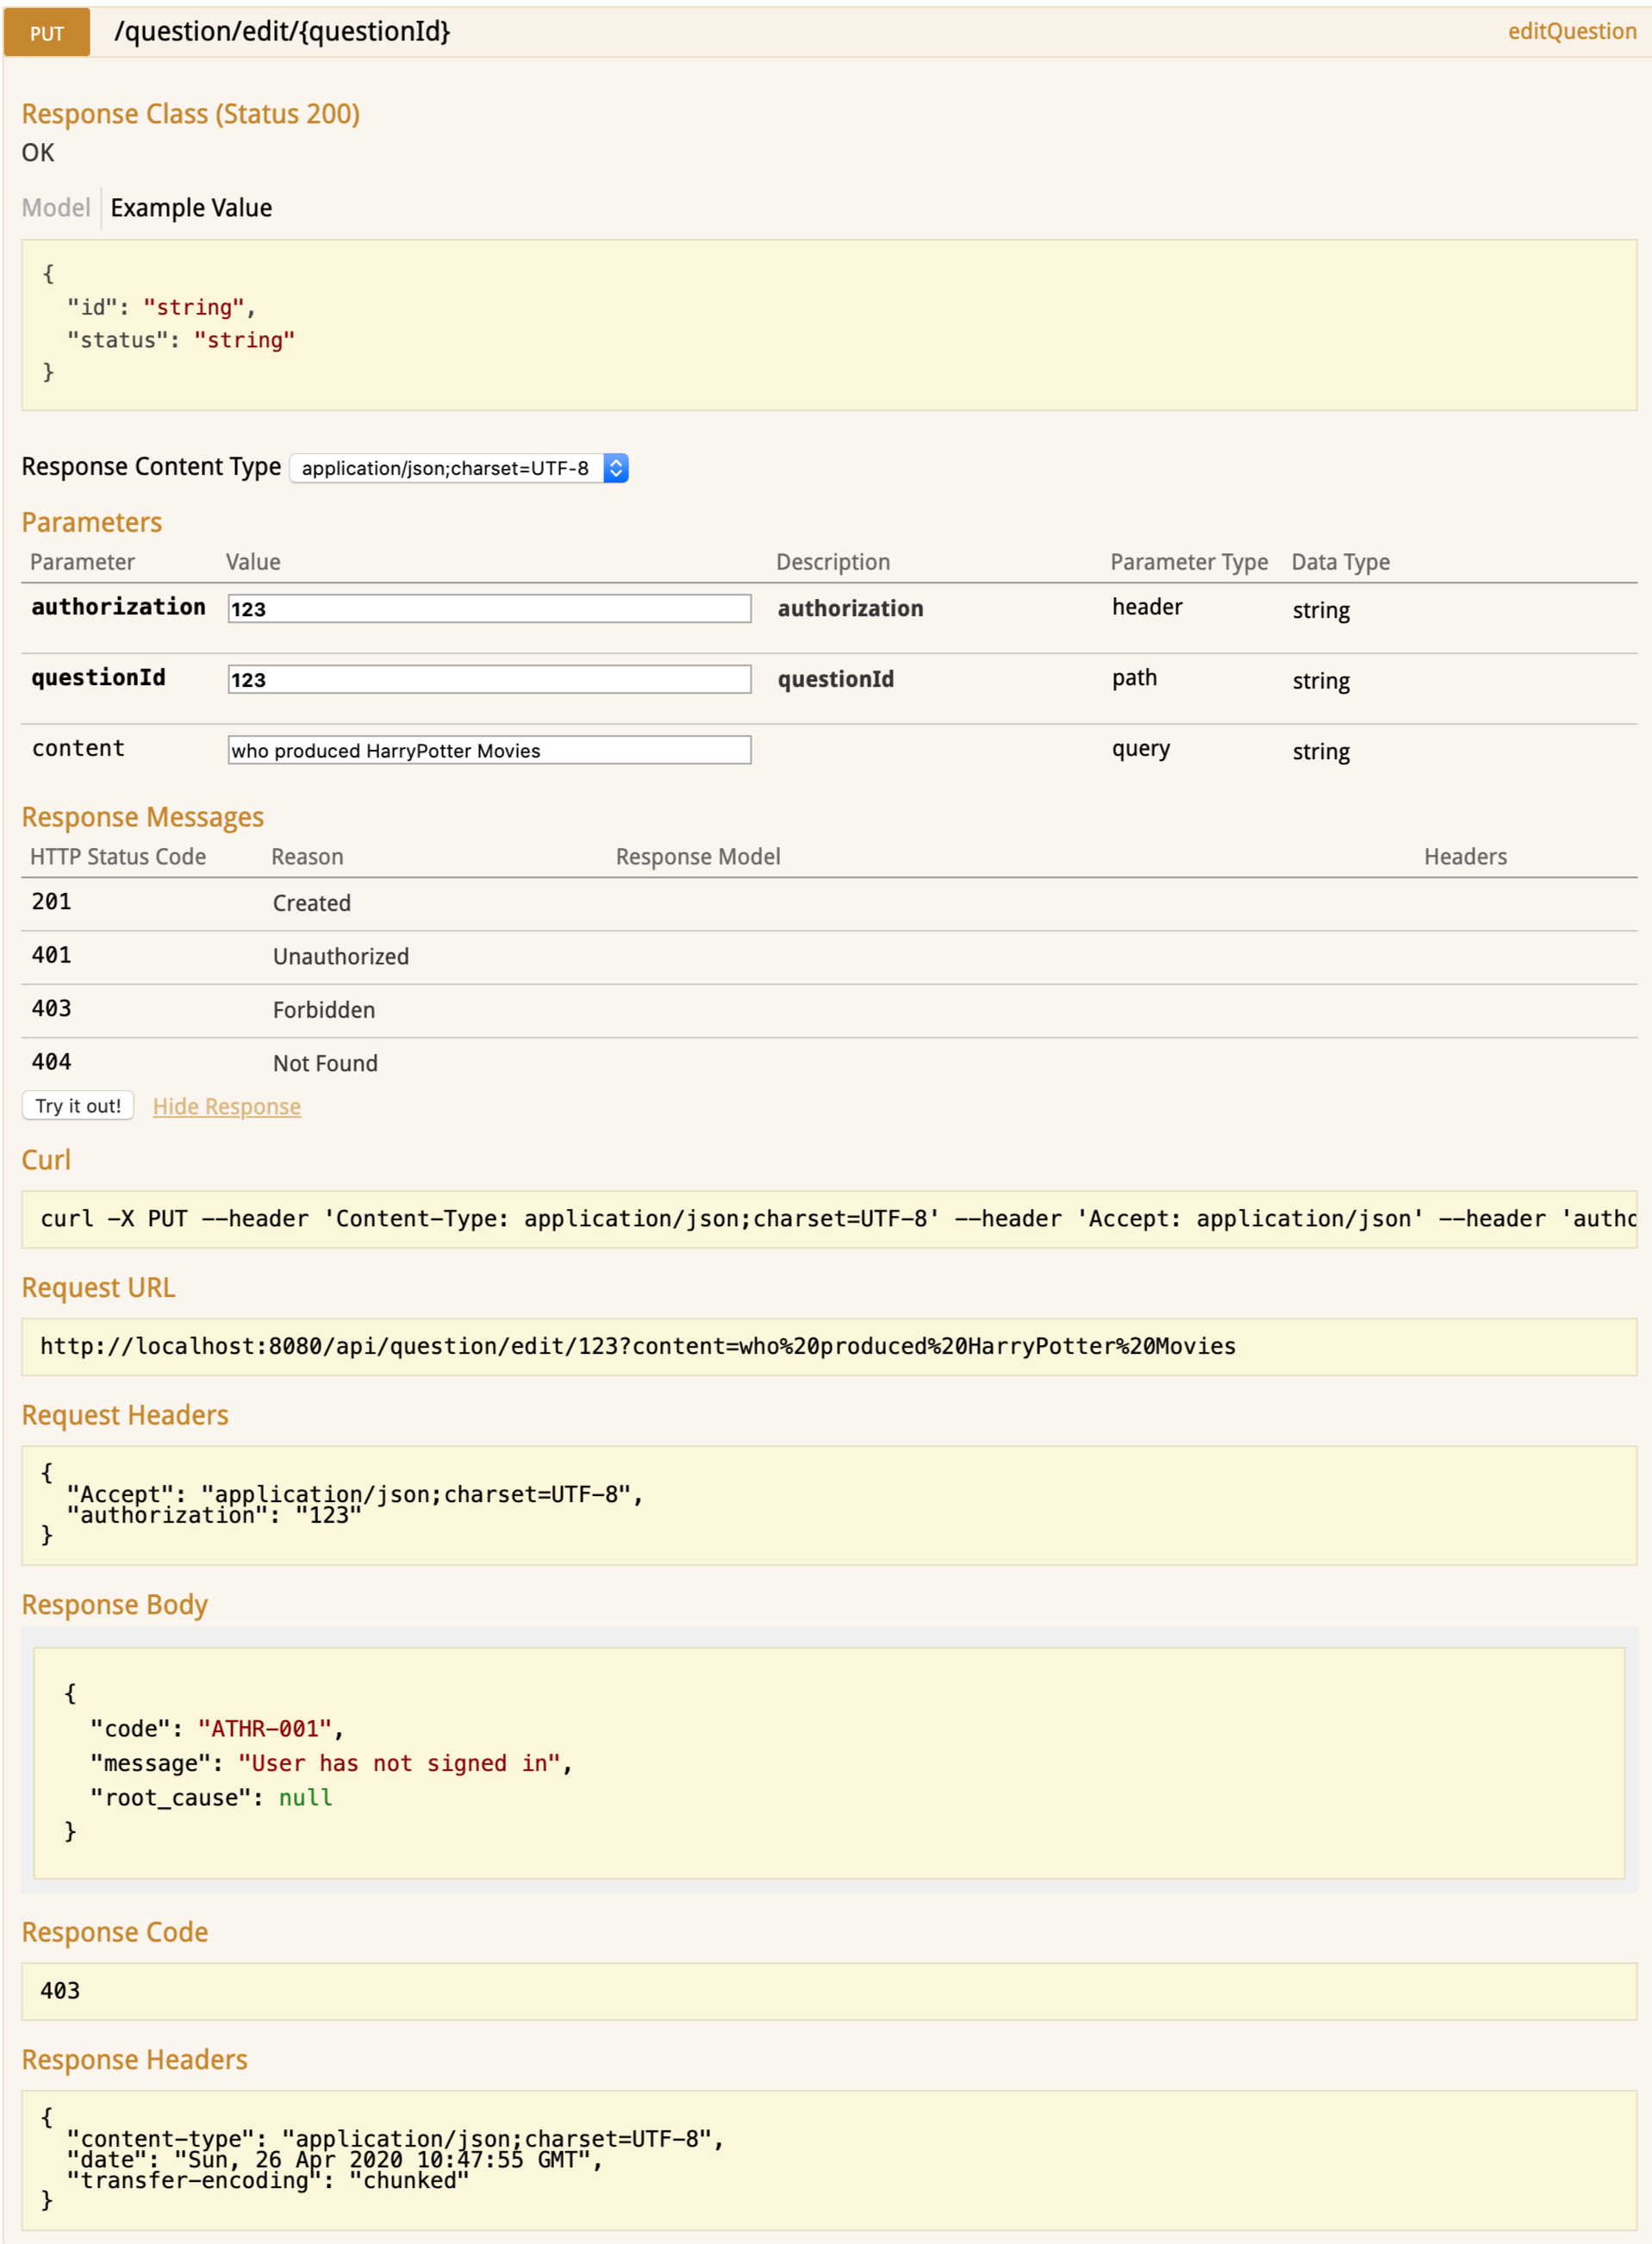 PUT /question/edit/{questionId} editQuestion
Response Class (Status 200)
OK
Model Example Value
{
"id": "string",
"status": "string"
}
Response Content Type application/json;charset=UTF-8
Parameters
Parameter Value Description Parameter Type Data Type
authorization 123 authorization header string
questionId 123 questionId path string
content who produced HarryPotter Movies query string
Response Messages
HTTP Status Code Reason Response Model Headers
201 Created
401 Unauthorized
403 Forbidden
404 Not Found
Try it out! Hide Response
Curl
curl -X PUT --header 'Content-Type: application/json;charset=UTF-8' --header 'Accept: application/json' --header 'autho
Request URL
http://localhost:8080/api/question/edit/123?content=who%20produced%20HarryPotter%20Movies
Request Headers
{
"Accept": "application/json;charset=UTF-8",
"authorization": "123"
}
Response Body
{
"code": "ATHR-001",
"message": "User has not signed in",
"root_cause": null
}
Response Code
403
Response Headers
{
"content-type": "application/json;charset=UTF-8",
"date": "Sun, 26 Apr 2020 10:47:55 GMT",
"transfer-encoding": "chunked"
}